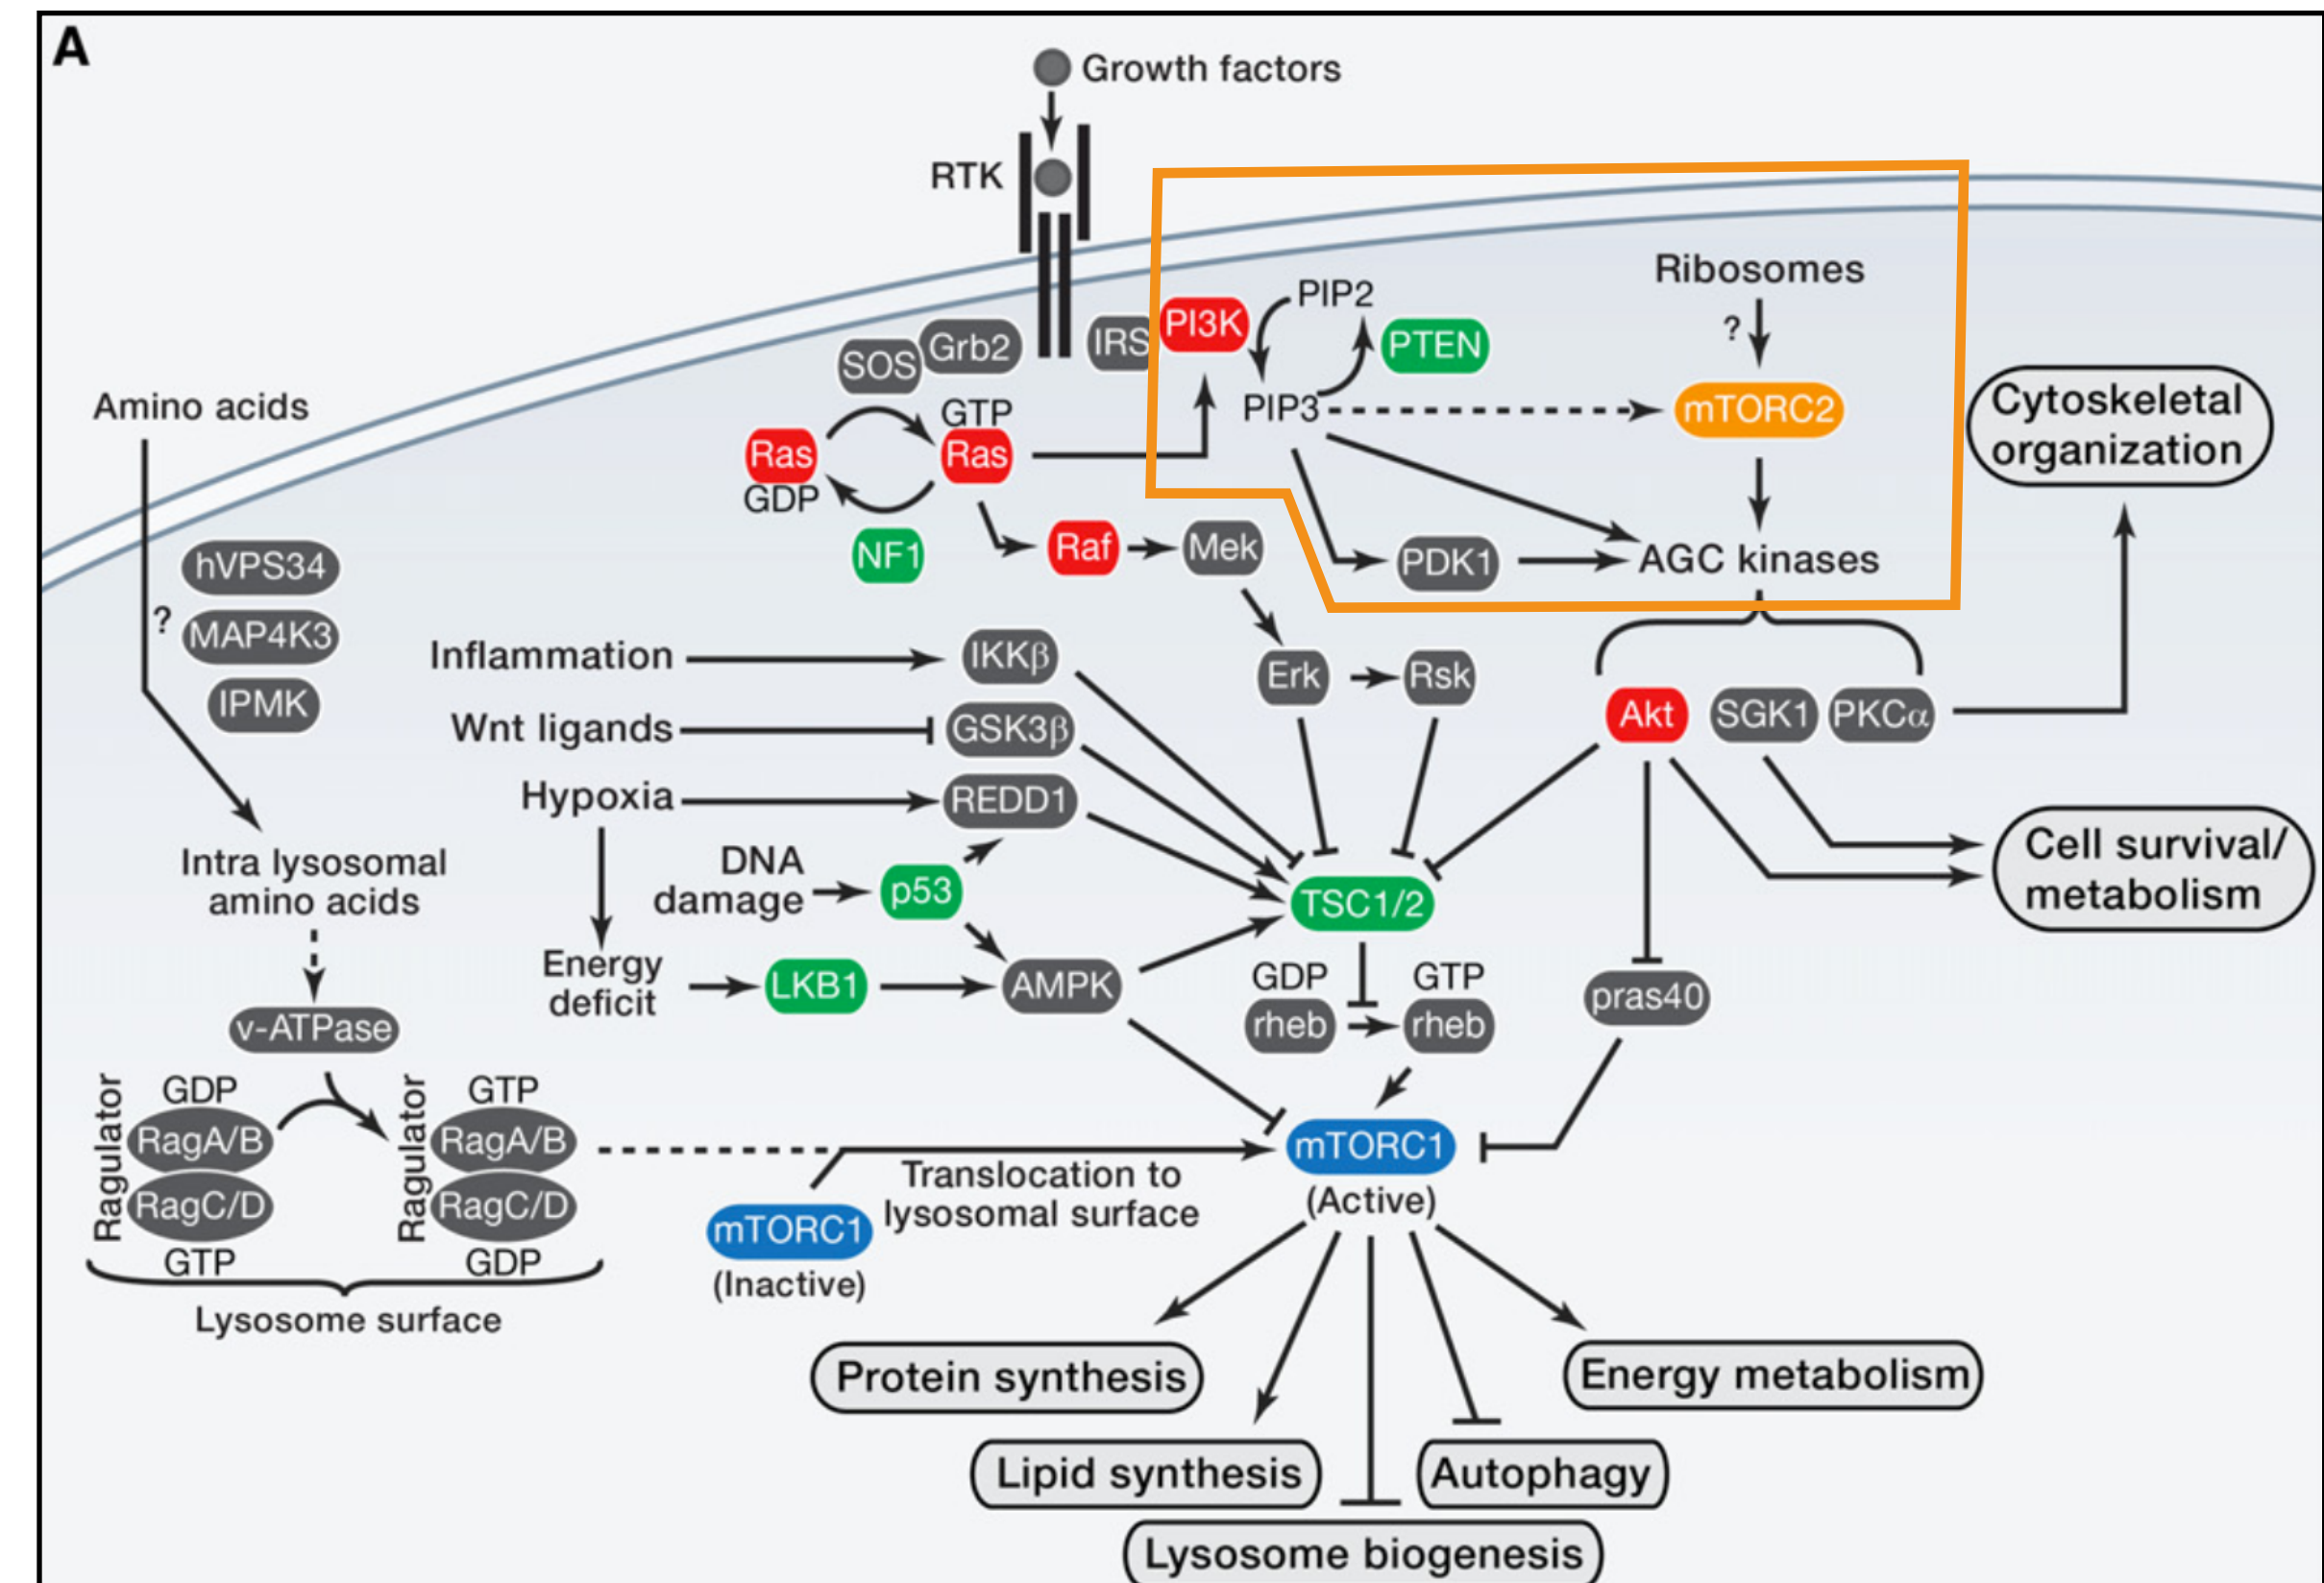 A
Growth factors
RTK
Ribosomes
?
PIP2
PI3K
PTEN
IRS
Grb2
SOS
GTP
Ras
Ras
GDP
PIP3
mTORC2
Cytoskeletal
organization
Amino acids
NF1
Raf
Mek
PDK1
AGC kinases
hVPS34
?
MAP4K3
IPMK
Inflammation
IKKβ
Erk
Rsk
Wnt ligands
GSK3β
Akt
SGK1
PKCα
Hypoxia
REDD1
DNA
damage
p53
TSC1/2
Cell survival/
metabolism
Intra lysosomal
amino acids
Energy
deficit
LKB1
AMPK
GDP
GTP
rheb
rheb
pras40
v-ATPase
Ragulator
GDP
RagA/B
RagC/D
GTP
Ragulator
GTP
RagA/B
RagC/D
GDP
Lysosome surface
Translocation to
lysosomal surface
mTORC1
(Inactive)
mTORC1
(Active)
Protein synthesis
Energy metabolism
Lipid synthesis
Autophagy
Lysosome biogenesis